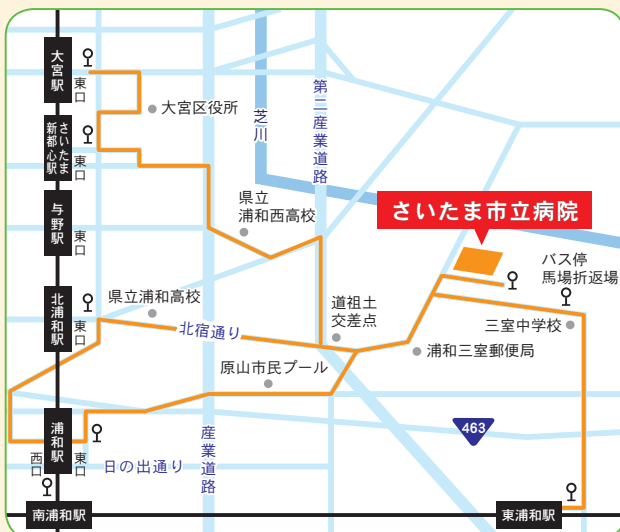 大宮駅
東口
大宮区役所
さいたま
新都心駅
東口
芝川
第二産業道路
与野駅
東口
県立
浦和西高校
さいたま市立病院
バス停
馬場折返場
北浦和駅
東口
県立浦和高校
北宿通り
道祖土
交差点
三室中学校
浦和三室郵便局
原山市民プール
浦和駅
西口
東口
日の出通り
産業道路
463
南浦和駅
東浦和駅